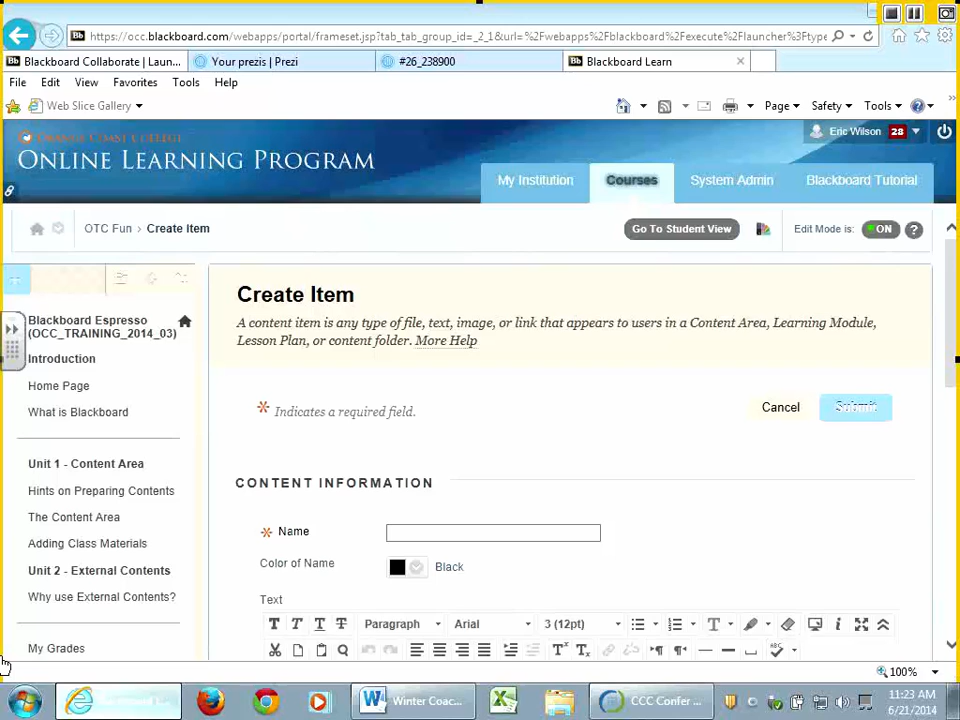 https://occ.blackboard.com/webapps/portal/frameset.jsp?tab_tab_group_id=_2_1&url=%2Fwebapps%2Fblackboard%2Fexecute%2Flauncher%3Ftype
Blackboard Collaborate | Laun...
Your prezis | Prezi
#26_238900
Blackboard Learn
File Edit View Favorites Tools Help
Web Slice Gallery
Page Safety Tools
ORANGE COAST COLLEGE
ONLINE LEARNING PROGRAM
Eric Wilson 28
My Institution Courses System Admin Blackboard Tutorial
OTC Fun > Create Item
Go To Student View
Edit Mode is: ON ?
Blackboard Espresso
(OCC_TRAINING_2014_03)
Introduction
Home Page
What is Blackboard
Unit 1 - Content Area
Hints on Preparing Contents
The Content Area
Adding Class Materials
Unit 2 - External Contents
Why use External Contents?
My Grades
Create Item
A content item is any type of file, text, image, or link that appears to users in a Content Area, Learning Module,
Lesson Plan, or content folder. More Help
* Indicates a required field.
Cancel Submit
CONTENT INFORMATION
* Name
Color of Name Black
Text
T T T T Paragraph Arial 3 (12pt)
100%
Winter Coac...
CCC Confer ...
11:23 AM
6/21/2014